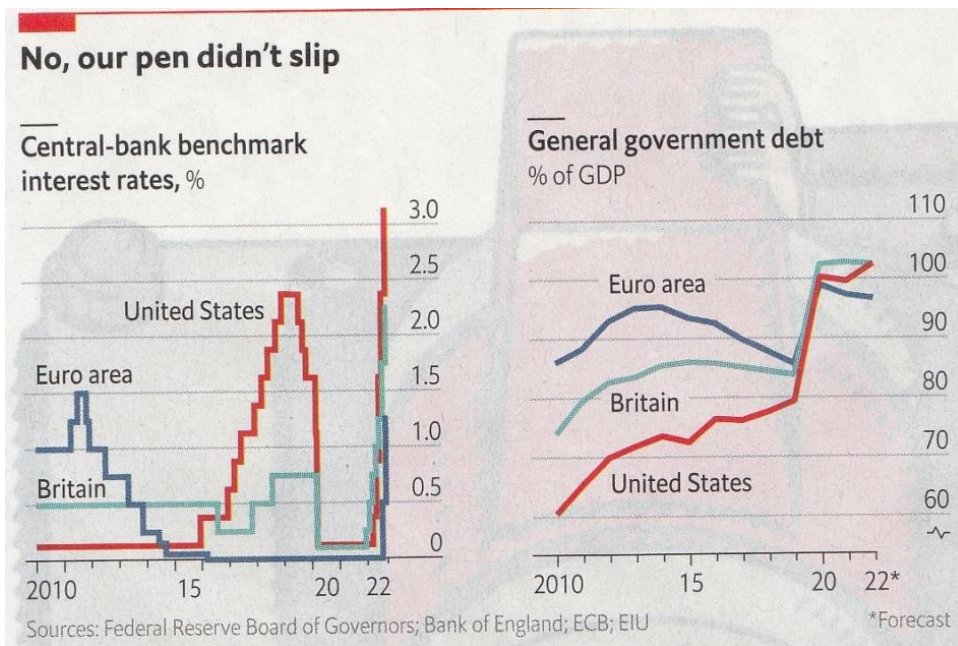 No, our pen didn't slip
Central-bank benchmark
interest rates, %
3.0
2.5
United States
2.0
Euro area
1.5
1.0
Britain
0.5
0
2010 15 20 22
General government debt
% of GDP
110
Euro area
100
90
Britain
80
70
United States
60
2010 15 20 22*
Sources: Federal Reserve Board of Governors; Bank of England; ECB; EIU
*Forecast